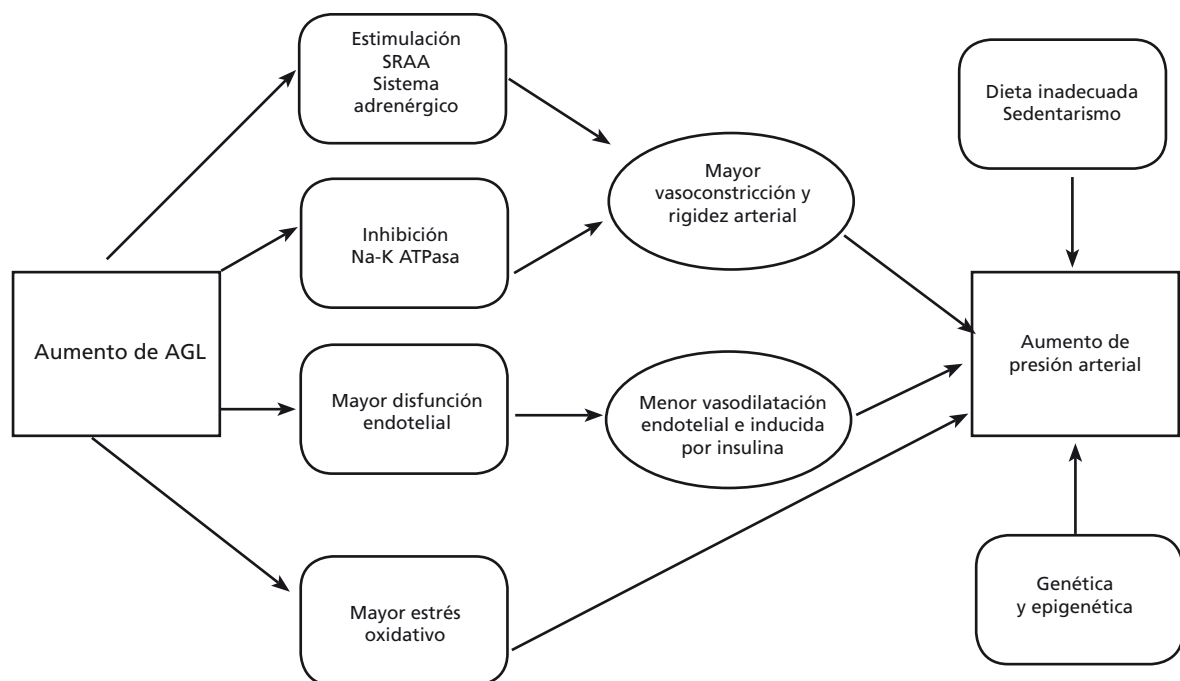 Estimulación
SRAA
Sistema
adrenérgico
Dieta inadecuada
Sedentarismo
Mayor
vasoconstricción y
rigidez arterial
Inhibición
Na-K ATPasa
Aumento de AGL
Aumento de
presión arterial
Mayor disfunción
endotelial
Menor vasodilatación
endotelial e inducida
por insulina
Genética
y epigenética
Mayor estrés
oxidativo